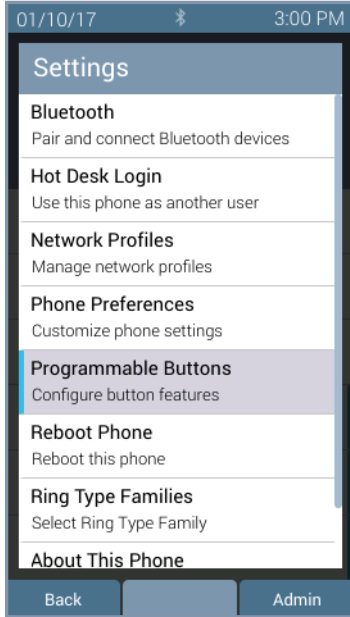 01/10/17 3:00 PM
Settings
Bluetooth
Pair and connect Bluetooth devices
Hot Desk Login
Use this phone as another user
Network Profiles
Manage network profiles
Phone Preferences
Customize phone settings
Programmable Buttons
Configure button features
Reboot Phone
Reboot this phone
Ring Type Families
Select Ring Type Family
About This Phone
Back Admin